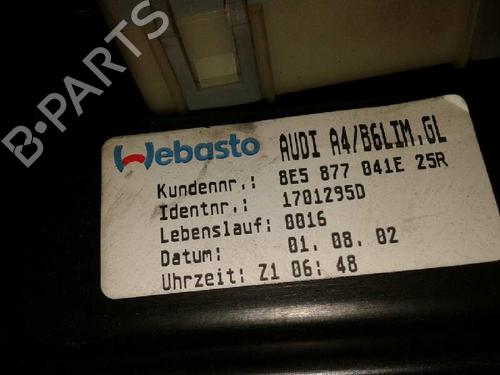 B-PARTS
Webasto AUDI A4/B6LIM,GL
Kundennr.: 8E5 877 041E 25R
Identnr.: 1701295D
Lebenslauf: 0016
Datum: 01. 08. 02
Uhrzeit: Z1 06: 48